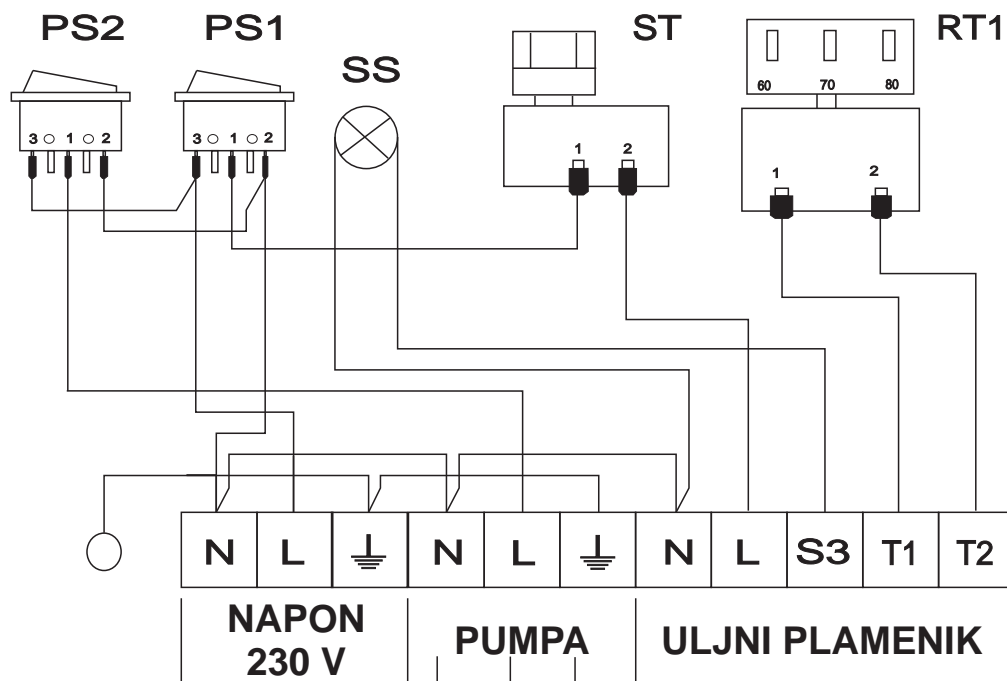 PS2 PS1 SS ST RT1
60 70 80
3 1 2 3 1 2
1 2
1 2
N L N L N L S3 T1 T2
NAPON 230 V
PUMPA
ULJNI PLAMENIK